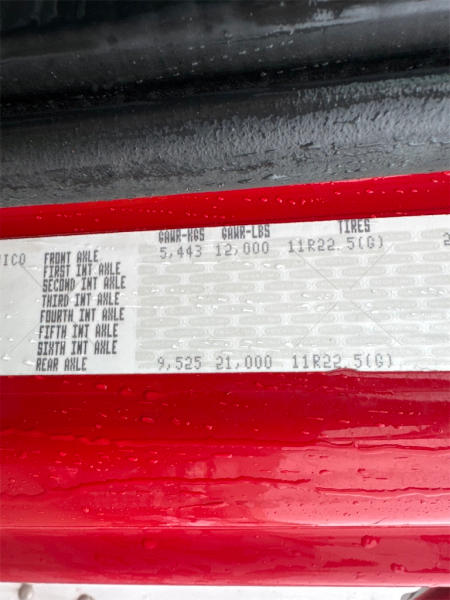 GAWR-KGS GAWR-LBS TIRES
NICO FRONT AXLE 5,443 12,000 11R22.5(G) 2
FIRST INT AXLE
SECOND INT AXLE
THIRD INT AXLE
FOURTH INT AXLE
FIFTH INT AXLE
SIXTH INT AXLE
REAR AXLE 9,525 21,000 11R22.5(G)